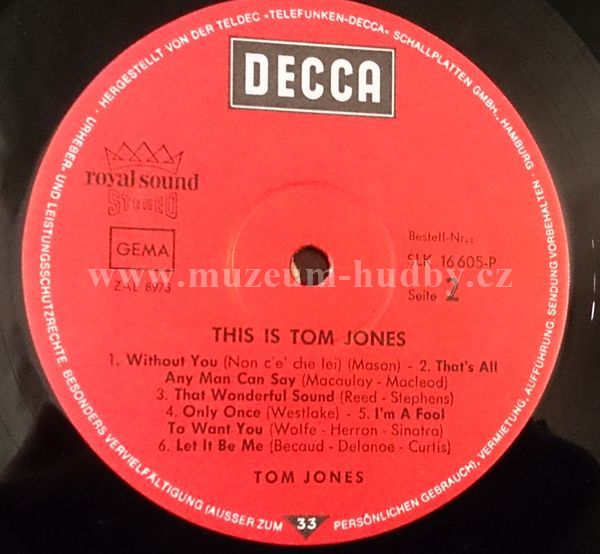 · HERGESTELLT VON DER TELDEC »TELEFUNKEN-DECCA« SCHALLPLATTEN GMBH., HAMBURG ·
URHEBER- UND LEISTUNGSSCHUTZRECHTE, BESONDERS VERVIELFÄLTIGUNG (AUSSER ZUM PERSÖNLICHEN GEBRAUCH), VERMIETUNG, AUFFÜHRUNG, SENDUNG VORBEHALTEN
DECCA
royal sound
STEREO
GEMA
ZAL 8973
Bestell-Nr.:
SLK 16 605-P
Seite 2
www.muzeum-hudby.cz
THIS IS TOM JONES
1. Without You (Non c'e' che lei) (Mason) - 2. That's All
Any Man Can Say (Macaulay - Macleod)
3. That Wonderful Sound (Reed - Stephens)
4. Only Once (Westlake) - 5. I'm A Fool
To Want You (Wolfe - Herron - Sinatra)
6. Let It Be Me (Becaud - Delanoe - Curtis)
TOM JONES
33